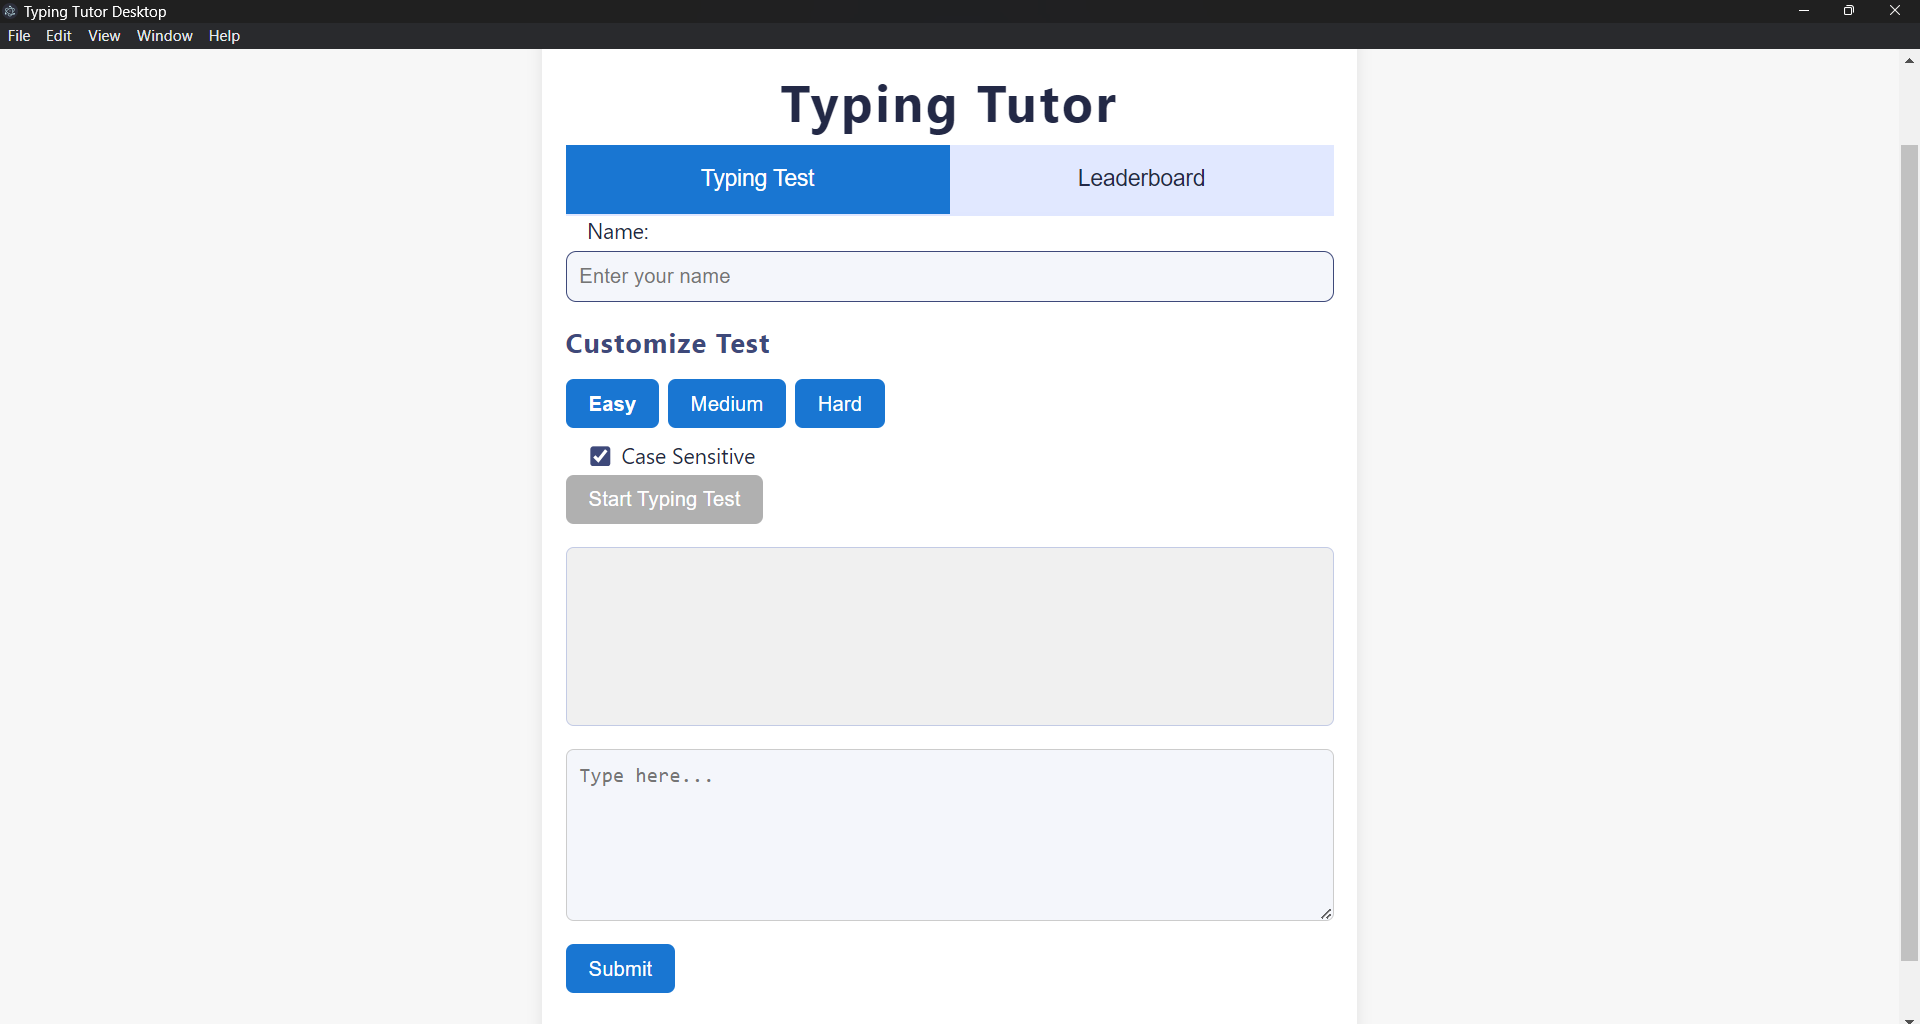 Typing Tutor Desktop
File Edit View Window Help
Typing Tutor
Typing Test Leaderboard
Name:
Enter your name
Customize Test
Easy Medium Hard
Case Sensitive
Start Typing Test
Type here...
Submit